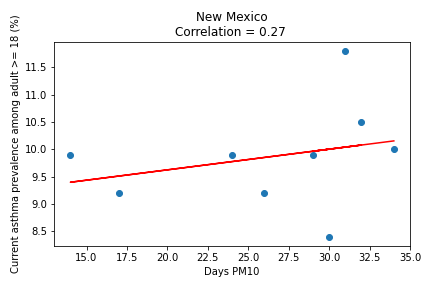 New Mexico
Correlation = 0.27
Current asthma prevalence among adult >= 18 (%)
11.5
11.0
10.5
10.0
9.5
9.0
8.5
15.0 17.5 20.0 22.5 25.0 27.5 30.0 32.5 35.0
Days PM10